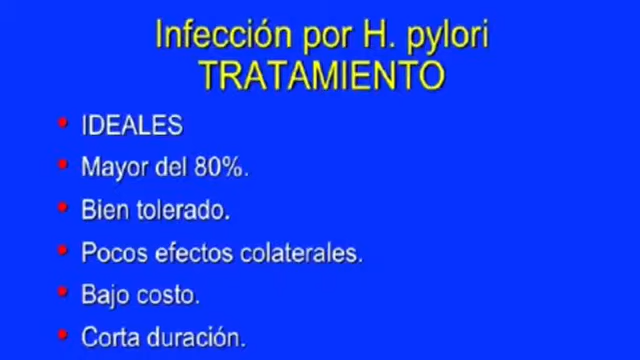 Infección por H. pylori
TRATAMIENTO
• IDEALES
• Mayor del 80%.
• Bien tolerado.
• Pocos efectos colaterales.
• Bajo costo.
• Corta duración.